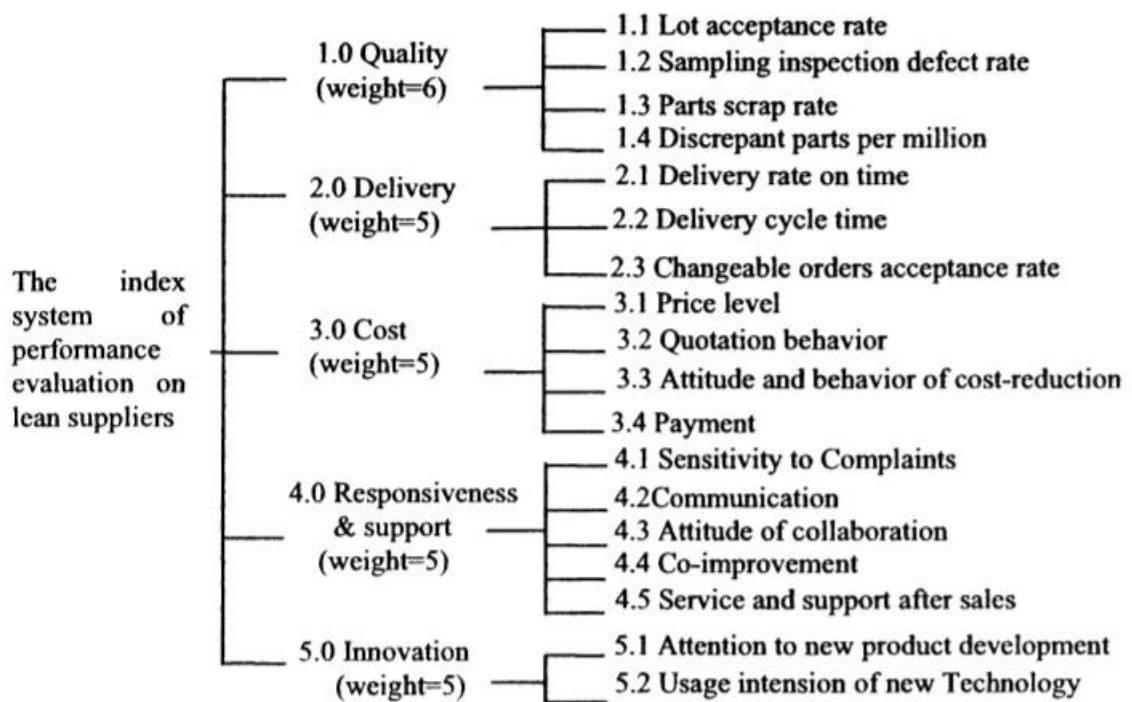 The index
system of
performance
evaluation on
lean suppliers
1.0 Quality
(weight=6)
1.1 Lot acceptance rate
1.2 Sampling inspection defect rate
1.3 Parts scrap rate
1.4 Discrepant parts per million
2.0 Delivery
(weight=5)
2.1 Delivery rate on time
2.2 Delivery cycle time
2.3 Changeable orders acceptance rate
3.0 Cost
(weight=5)
3.1 Price level
3.2 Quotation behavior
3.3 Attitude and behavior of cost-reduction
3.4 Payment
4.0 Responsiveness
& support
(weight=5)
4.1 Sensitivity to Complaints
4.2Communication
4.3 Attitude of collaboration
4.4 Co-improvement
4.5 Service and support after sales
5.0 Innovation
(weight=5)
5.1 Attention to new product development
5.2 Usage intension of new Technology